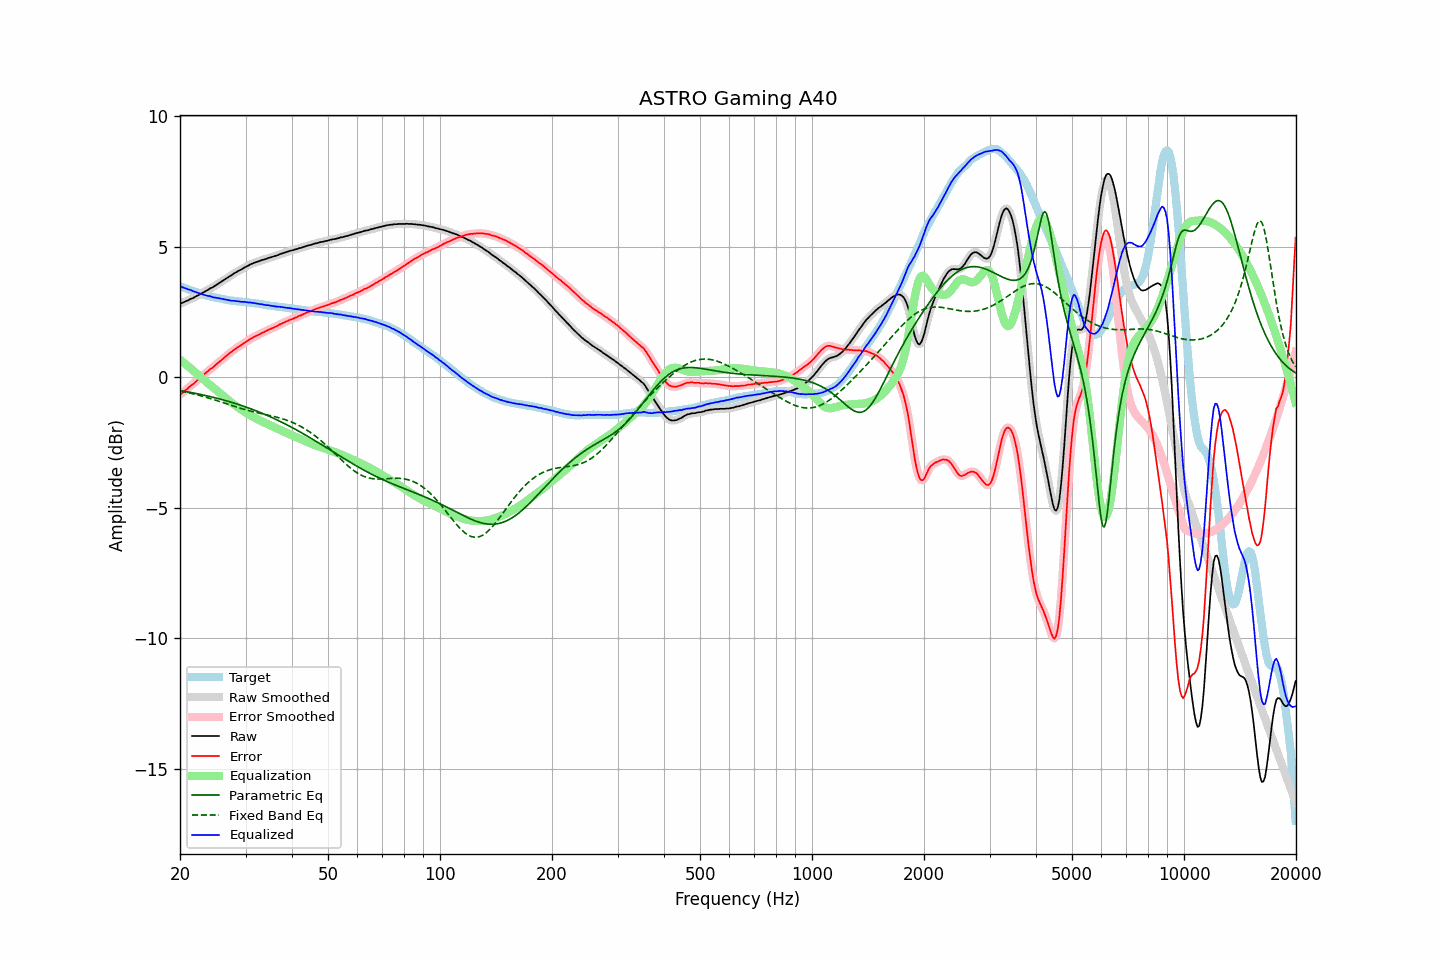 ASTRO Gaming A40
Amplitude (dBr)
10
5
0
−5
−10
−15
Target
Raw Smoothed
Error Smoothed
Raw
Error
Equalization
Parametric Eq
Fixed Band Eq
Equalized
20
50
100
200
500
1000
2000
5000
10000
20000
Frequency (Hz)